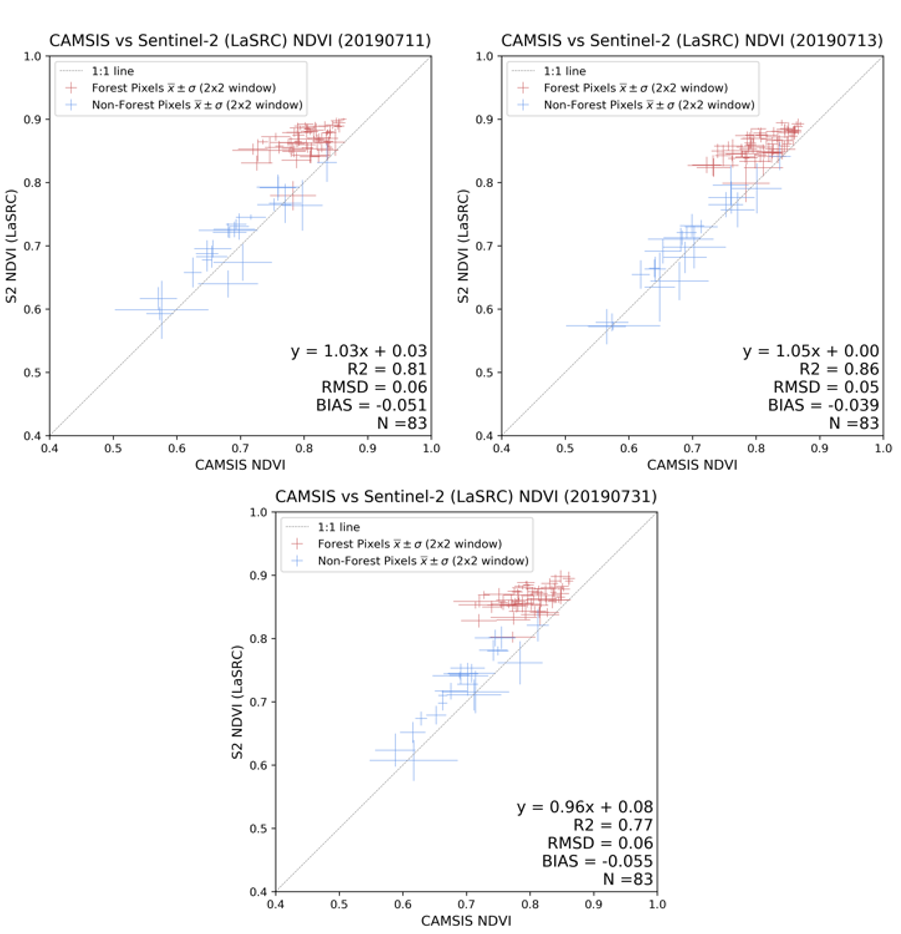 CAMSIS vs Sentinel-2 (LaSRC) NDVI (20190711)
1:1 line
Forest Pixels x̅ ± σ (2x2 window)
Non-Forest Pixels x̅ ± σ (2x2 window)
1.0
0.9
0.8
0.7
0.6
0.5
0.4
S2 NDVI (LaSRC)
y = 1.03x + 0.03
R2 = 0.81
RMSD = 0.06
BIAS = -0.051
N =83
0.4 0.5 0.6 0.7 0.8 0.9 1.0
CAMSIS NDVI
CAMSIS vs Sentinel-2 (LaSRC) NDVI (20190713)
1:1 line
Forest Pixels x̅ ± σ (2x2 window)
Non-Forest Pixels x̅ ± σ (2x2 window)
1.0
0.9
0.8
0.7
0.6
0.5
0.4
S2 NDVI (LaSRC)
y = 1.05x + 0.00
R2 = 0.86
RMSD = 0.05
BIAS = -0.039
N =83
0.4 0.5 0.6 0.7 0.8 0.9 1.0
CAMSIS NDVI
CAMSIS vs Sentinel-2 (LaSRC) NDVI (20190731)
1:1 line
Forest Pixels x̅ ± σ (2x2 window)
Non-Forest Pixels x̅ ± σ (2x2 window)
1.0
0.9
0.8
0.7
0.6
0.5
0.4
S2 NDVI (LaSRC)
y = 0.96x + 0.08
R2 = 0.77
RMSD = 0.06
BIAS = -0.055
N =83
0.4 0.5 0.6 0.7 0.8 0.9 1.0
CAMSIS NDVI